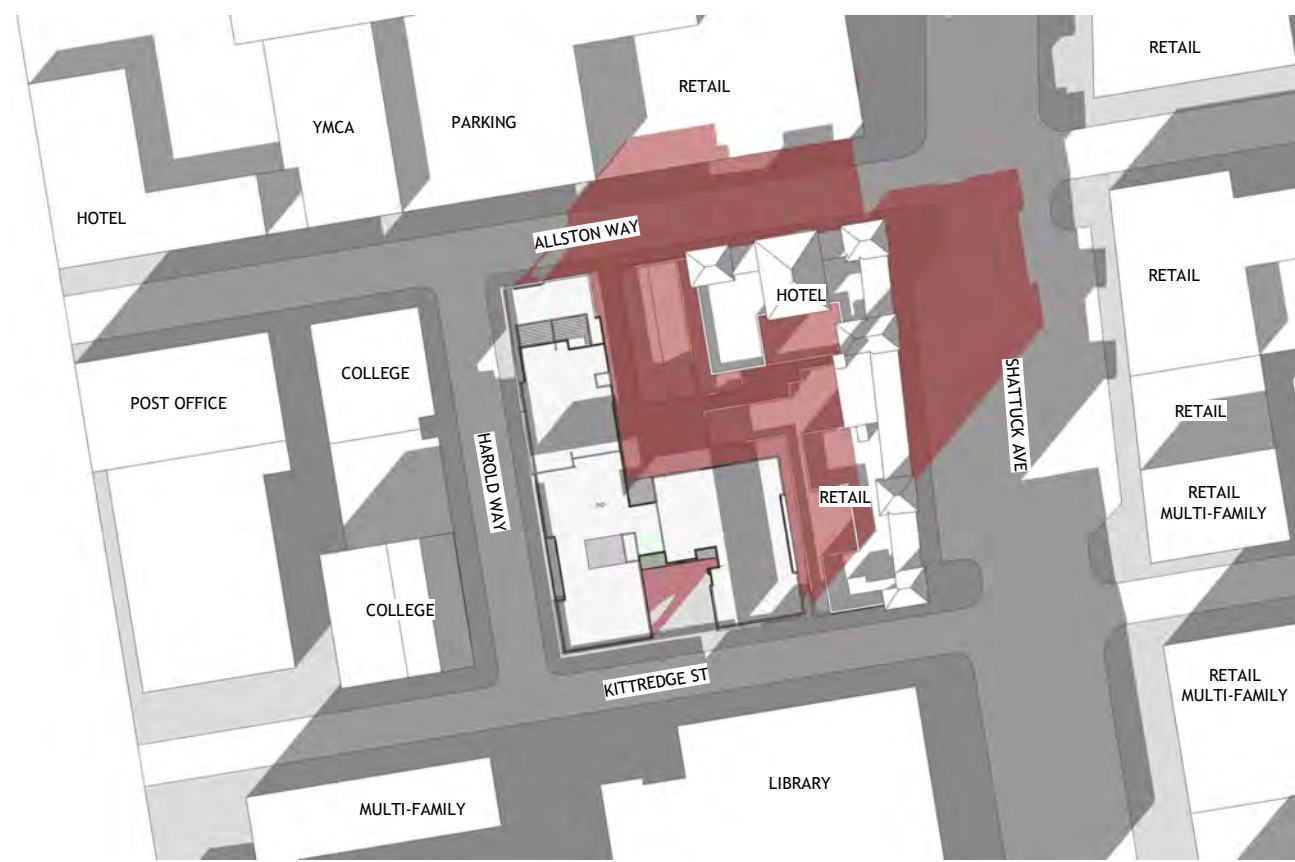 RETAIL
RETAIL
YMCA
PARKING
HOTEL
ALLSTON WAY
RETAIL
HOTEL
COLLEGE
POST OFFICE
SHATTUCK AVE
RETAIL
HAROLD WAY
RETAIL
RETAIL
MULTI-FAMILY
COLLEGE
KITTREDGE ST
RETAIL
MULTI-FAMILY
LIBRARY
MULTI-FAMILY